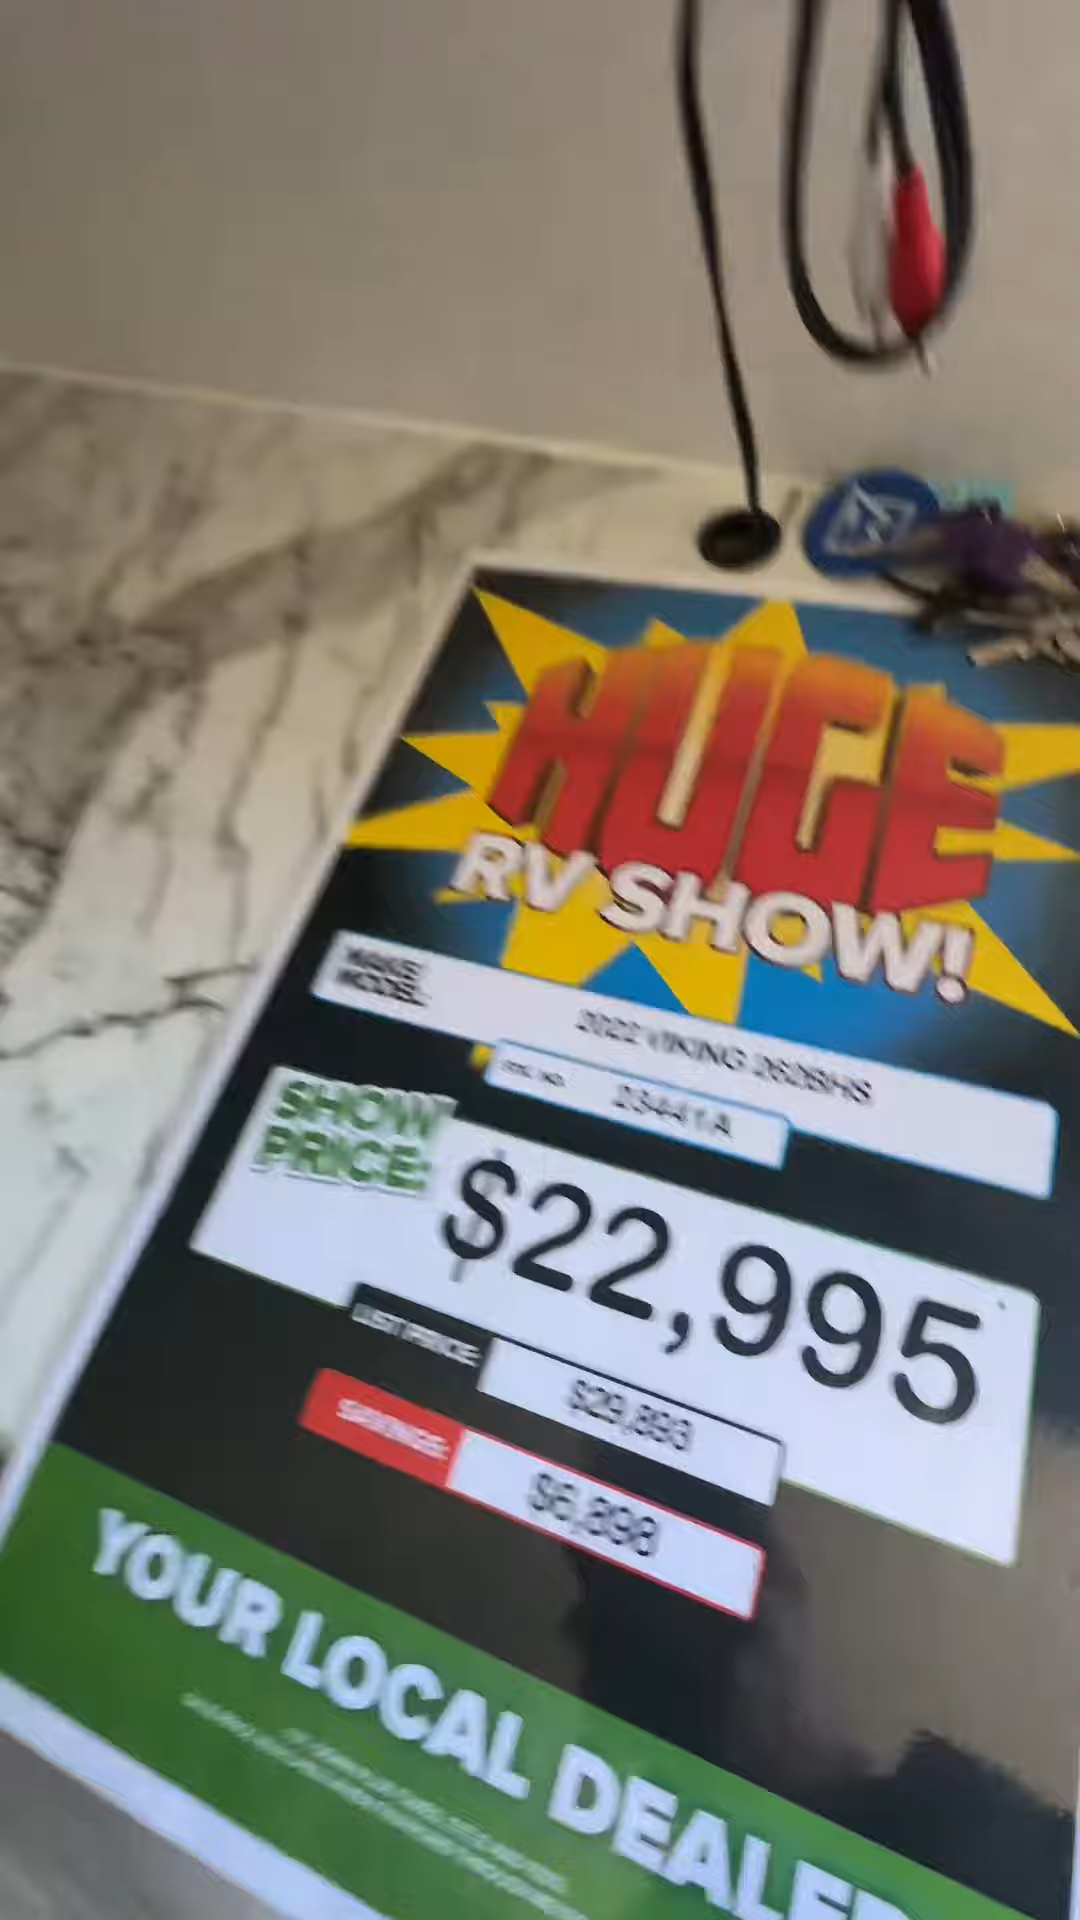 HUGE
RV SHOW!
MAKE
MODEL:
2022 VIKING 262BHS
STK. NO.
23441A
SHOW
PRICE:
$22,995
LIST PRICE:
$29,893
SAVINGS:
$6,898
YOUR LOCAL DEALER